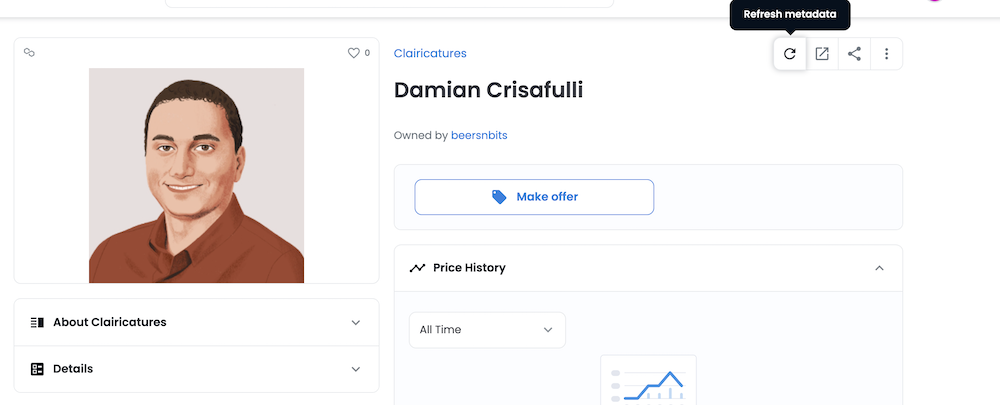 Refresh metadata
0
Clairicatures
Damian Crisafulli
Owned by beersnbits
Make offer
Price History
All Time
About Clairicatures
Details